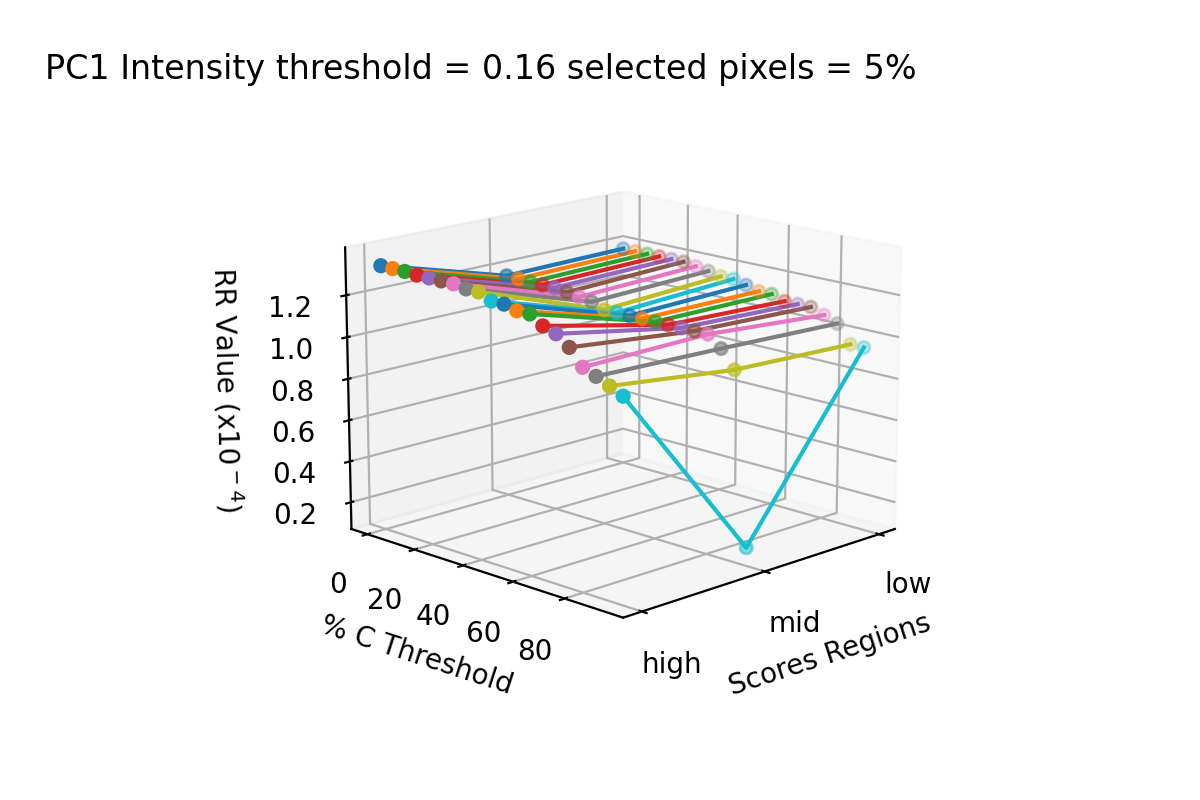 PC1 Intensity threshold = 0.16 selected pixels = 5%
RR Value (x10⁻⁴)
1.2
1.0
0.8
0.6
0.4
0.2
0
20
40
60
80
% C Threshold
low
mid
high
Scores Regions